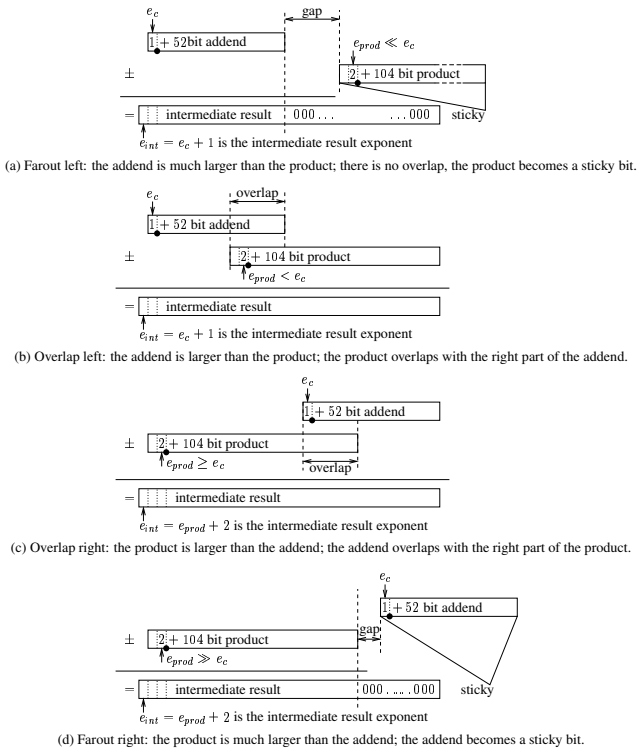 e_c
gap
1 + 52bit addend
e_prod ≪ e_c
± 2 + 104 bit product
= intermediate result 000... ...000 sticky
e_int = e_c + 1 is the intermediate result exponent
(a) Farout left: the addend is much larger than the product; there is no overlap, the product becomes a sticky bit.
e_c
overlap
1 + 52 bit addend
± 2 + 104 bit product
e_prod < e_c
= intermediate result
e_int = e_c + 1 is the intermediate result exponent
(b) Overlap left: the addend is larger than the product; the product overlaps with the right part of the addend.
e_c
1 + 52 bit addend
± 2 + 104 bit product
e_prod ≥ e_c
overlap
= intermediate result
e_int = e_prod + 2 is the intermediate result exponent
(c) Overlap right: the product is larger than the addend; the addend overlaps with the right part of the product.
e_c
1 + 52 bit addend
gap
± 2 + 104 bit product
e_prod ≫ e_c
= intermediate result 000......000 sticky
e_int = e_prod + 2 is the intermediate result exponent
(d) Farout right: the product is much larger than the addend; the addend becomes a sticky bit.